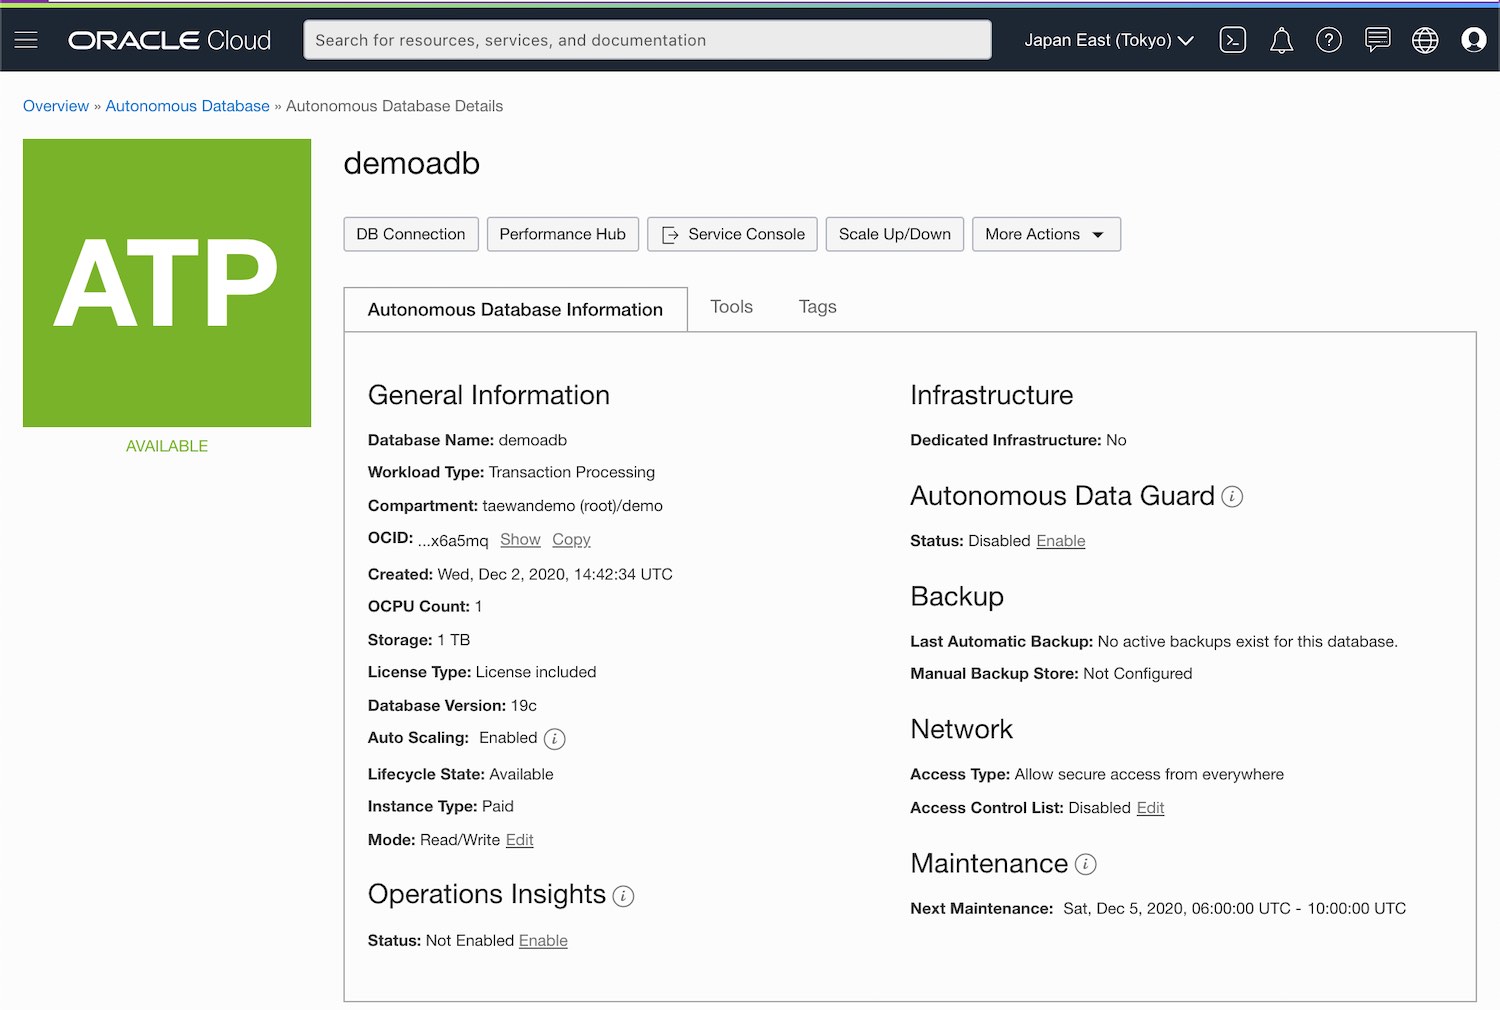 ORACLE Cloud
Search for resources, services, and documentation
Japan East (Tokyo)
Overview » Autonomous Database » Autonomous Database Details
ATP
AVAILABLE
demoadb
DB Connection
Performance Hub
Service Console
Scale Up/Down
More Actions
Autonomous Database Information
Tools
Tags
General Information
Database Name: demoadb
Workload Type: Transaction Processing
Compartment: taewandemo (root)/demo
OCID: ...x6a5mq Show Copy
Created: Wed, Dec 2, 2020, 14:42:34 UTC
OCPU Count: 1
Storage: 1 TB
License Type: License included
Database Version: 19c
Auto Scaling: Enabled
Lifecycle State: Available
Instance Type: Paid
Mode: Read/Write Edit
Operations Insights
Status: Not Enabled Enable
Infrastructure
Dedicated Infrastructure: No
Autonomous Data Guard
Status: Disabled Enable
Backup
Last Automatic Backup: No active backups exist for this database.
Manual Backup Store: Not Configured
Network
Access Type: Allow secure access from everywhere
Access Control List: Disabled Edit
Maintenance
Next Maintenance: Sat, Dec 5, 2020, 06:00:00 UTC - 10:00:00 UTC